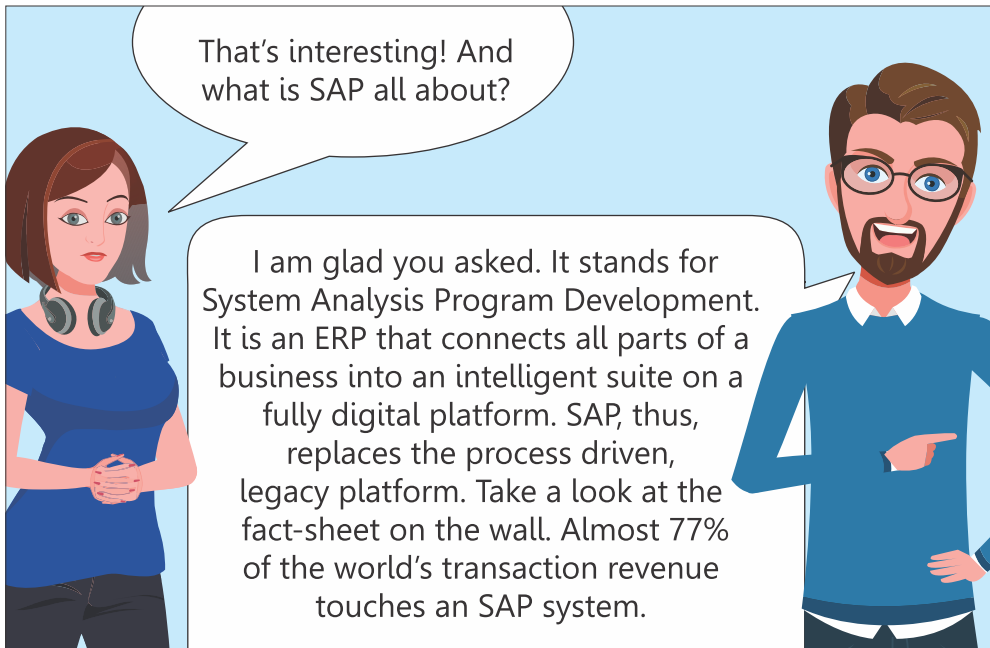 That’s interesting! And
what is SAP all about?
I am glad you asked. It stands for
System Analysis Program Development.
It is an ERP that connects all parts of a
business into an intelligent suite on a
fully digital platform. SAP, thus,
replaces the process driven,
legacy platform. Take a look at the
fact-sheet on the wall. Almost 77%
of the world’s transaction revenue
touches an SAP system.